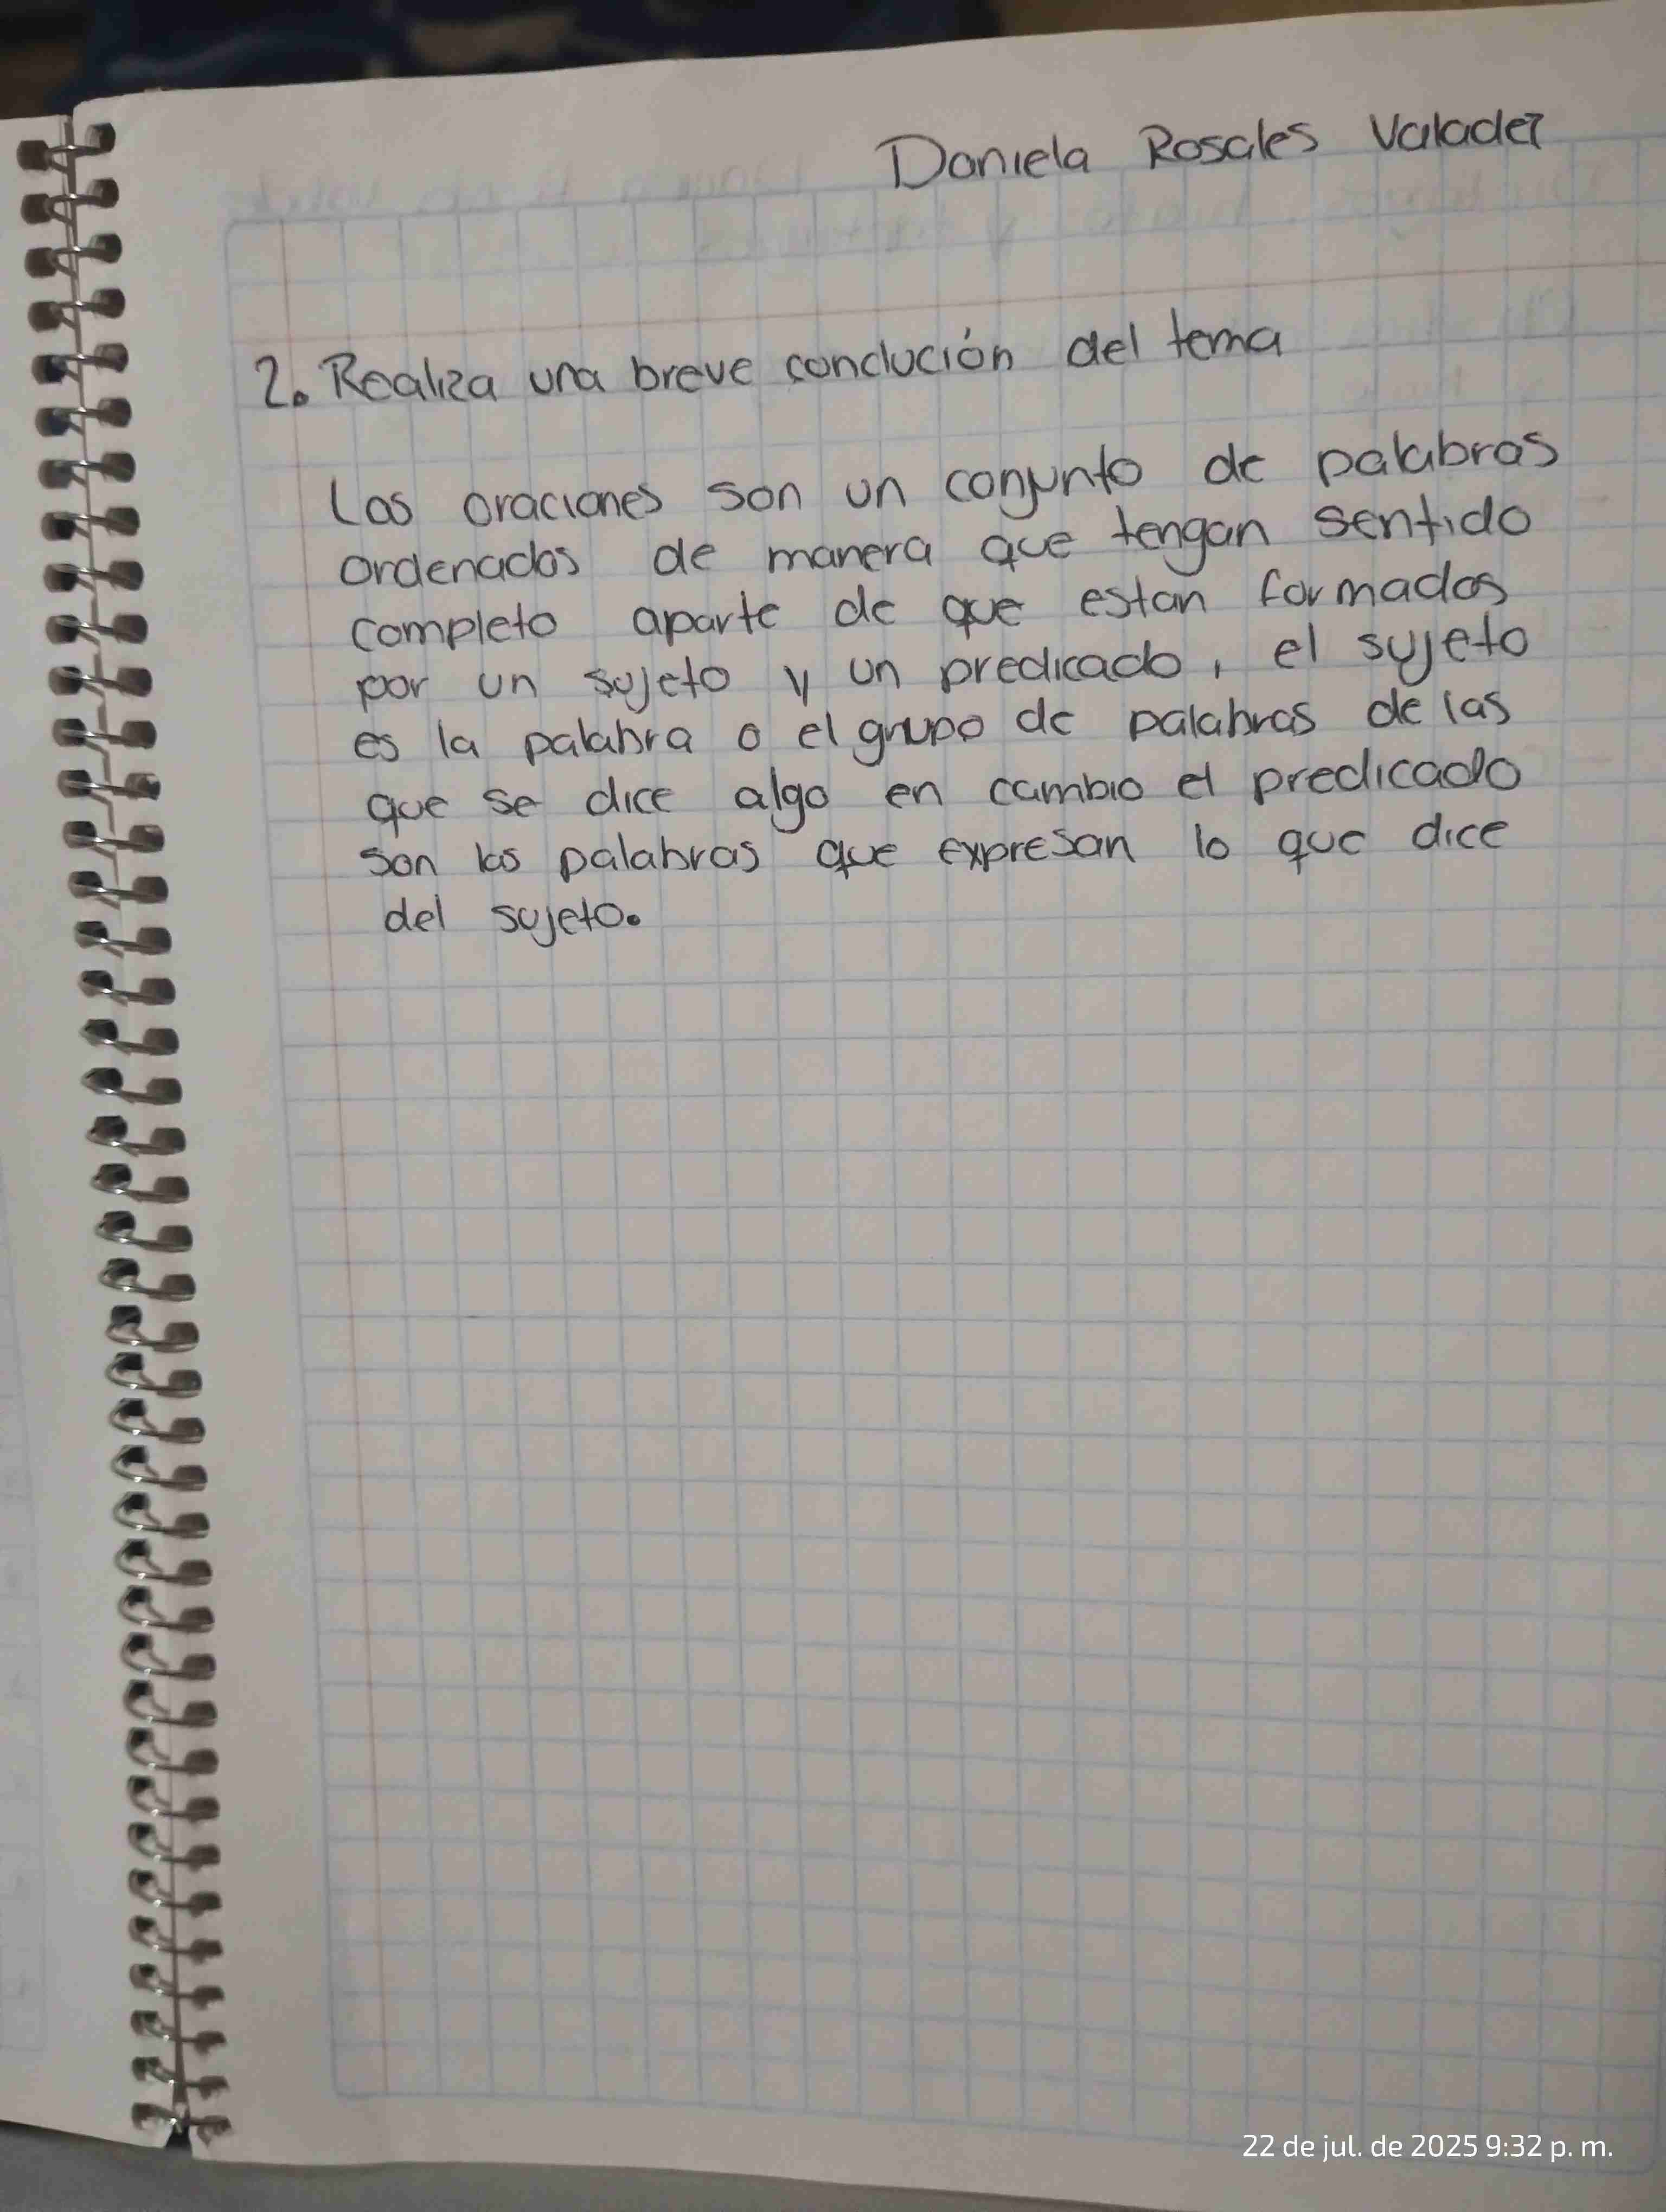 Daniela Rosales Valadez
2. Realiza una breve conclución del tema
Las oraciones son un conjunto de palabras
ordenados de manera que tengan sentido
completo aparte de que estan formados
por un sujeto y un predicado, el sujeto
es la palabra o el grupo de palabras de las
que se dice algo en cambio el predicado
son las palabras que expresan lo que dice
del sujeto.
22 de jul. de 2025 9:32 p. m.